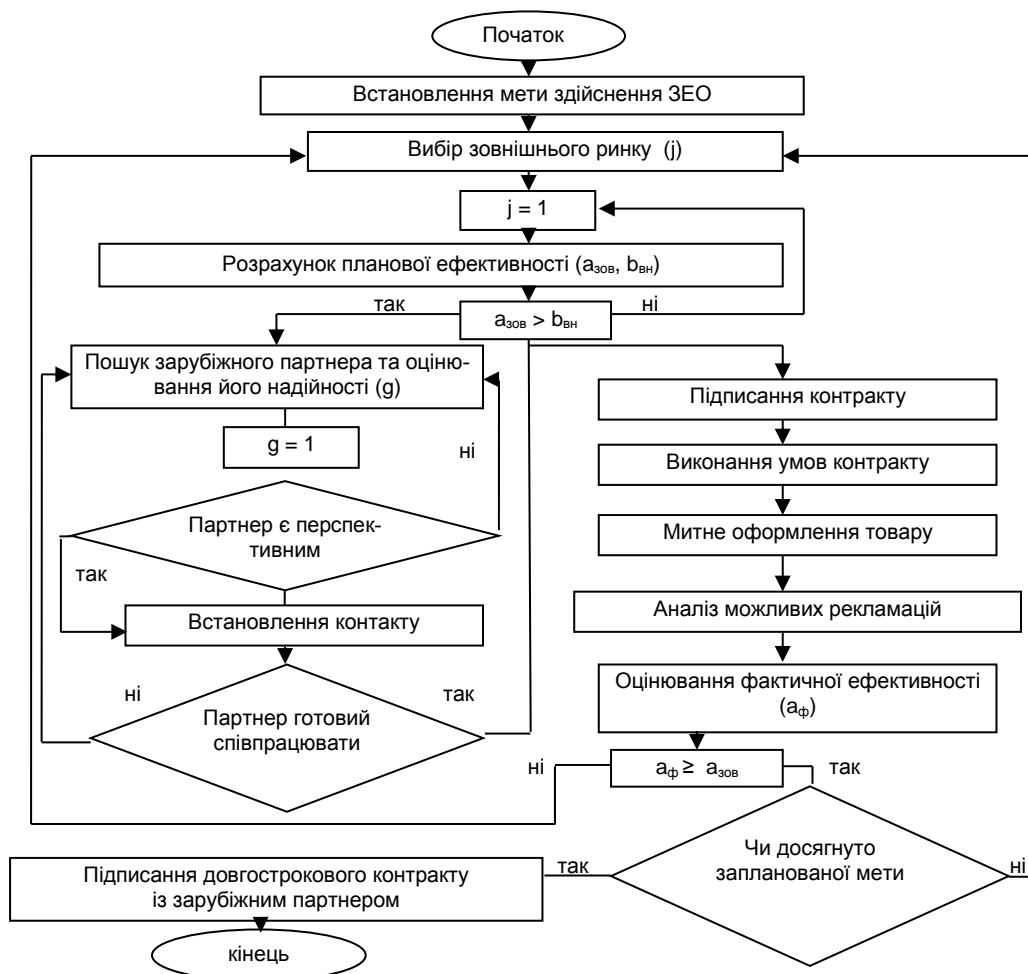 Початок
Встановлення мети здійснення ЗЕО
Вибір зовнішнього ринку (j)
j = 1
Розрахунок планової ефективності (aзов, bвн)
так
ні
aзов > bвн
Пошук зарубіжного партнера та оціню-
вання його надійності (g)
g = 1
ні
Партнер є перспек-
тивним
так
Встановлення контакту
ні
так
Партнер готовий
співпрацювати
Підписання контракту
Виконання умов контракту
Митне оформлення товару
Аналіз можливих рекламацій
Оцінювання фактичної ефективності
(aф)
ні
aф ≥ aзов
так
Чи досягнуто
запланованої мети
так
ні
Підписання довгострокового контракту
із зарубіжним партнером
кінець